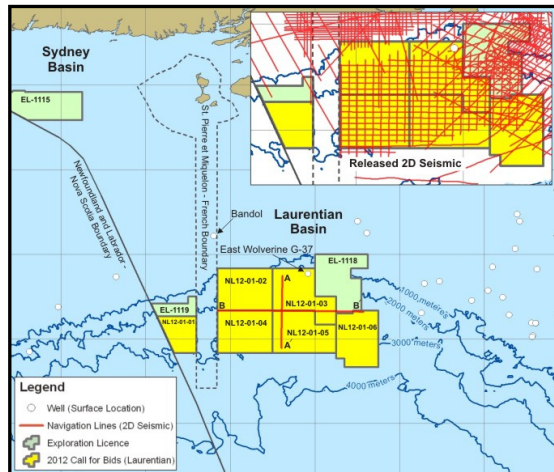 Sydney
Basin
EL-1115
Newfoundland and Labrador -
Nova Scotia Boundary
St. Pierre et Miquelon - French Boundary
Released 2D Seismic
Bandol
Laurentian
Basin
East Wolverine G-37
EL-1118
NL12-01-02
A
NL12-01-03
EL-1119
NL12-01-01
B
B
NL12-01-04
NL12-01-05
NL12-01-06
A'
1000 meters
2000 meters
3000 meters
4000 meters
Legend
Well (Surface Location)
Navigation Lines (2D Seismic)
Exploration Licence
2012 Call for Bids (Laurentian)